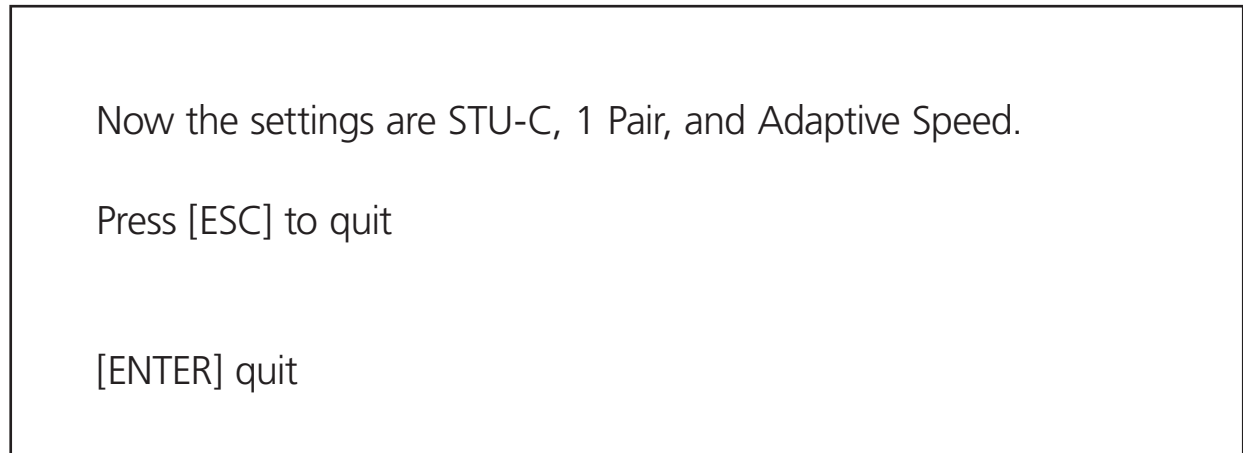 Now the settings are STU-C, 1 Pair, and Adaptive Speed.
Press [ESC] to quit
[ENTER] quit